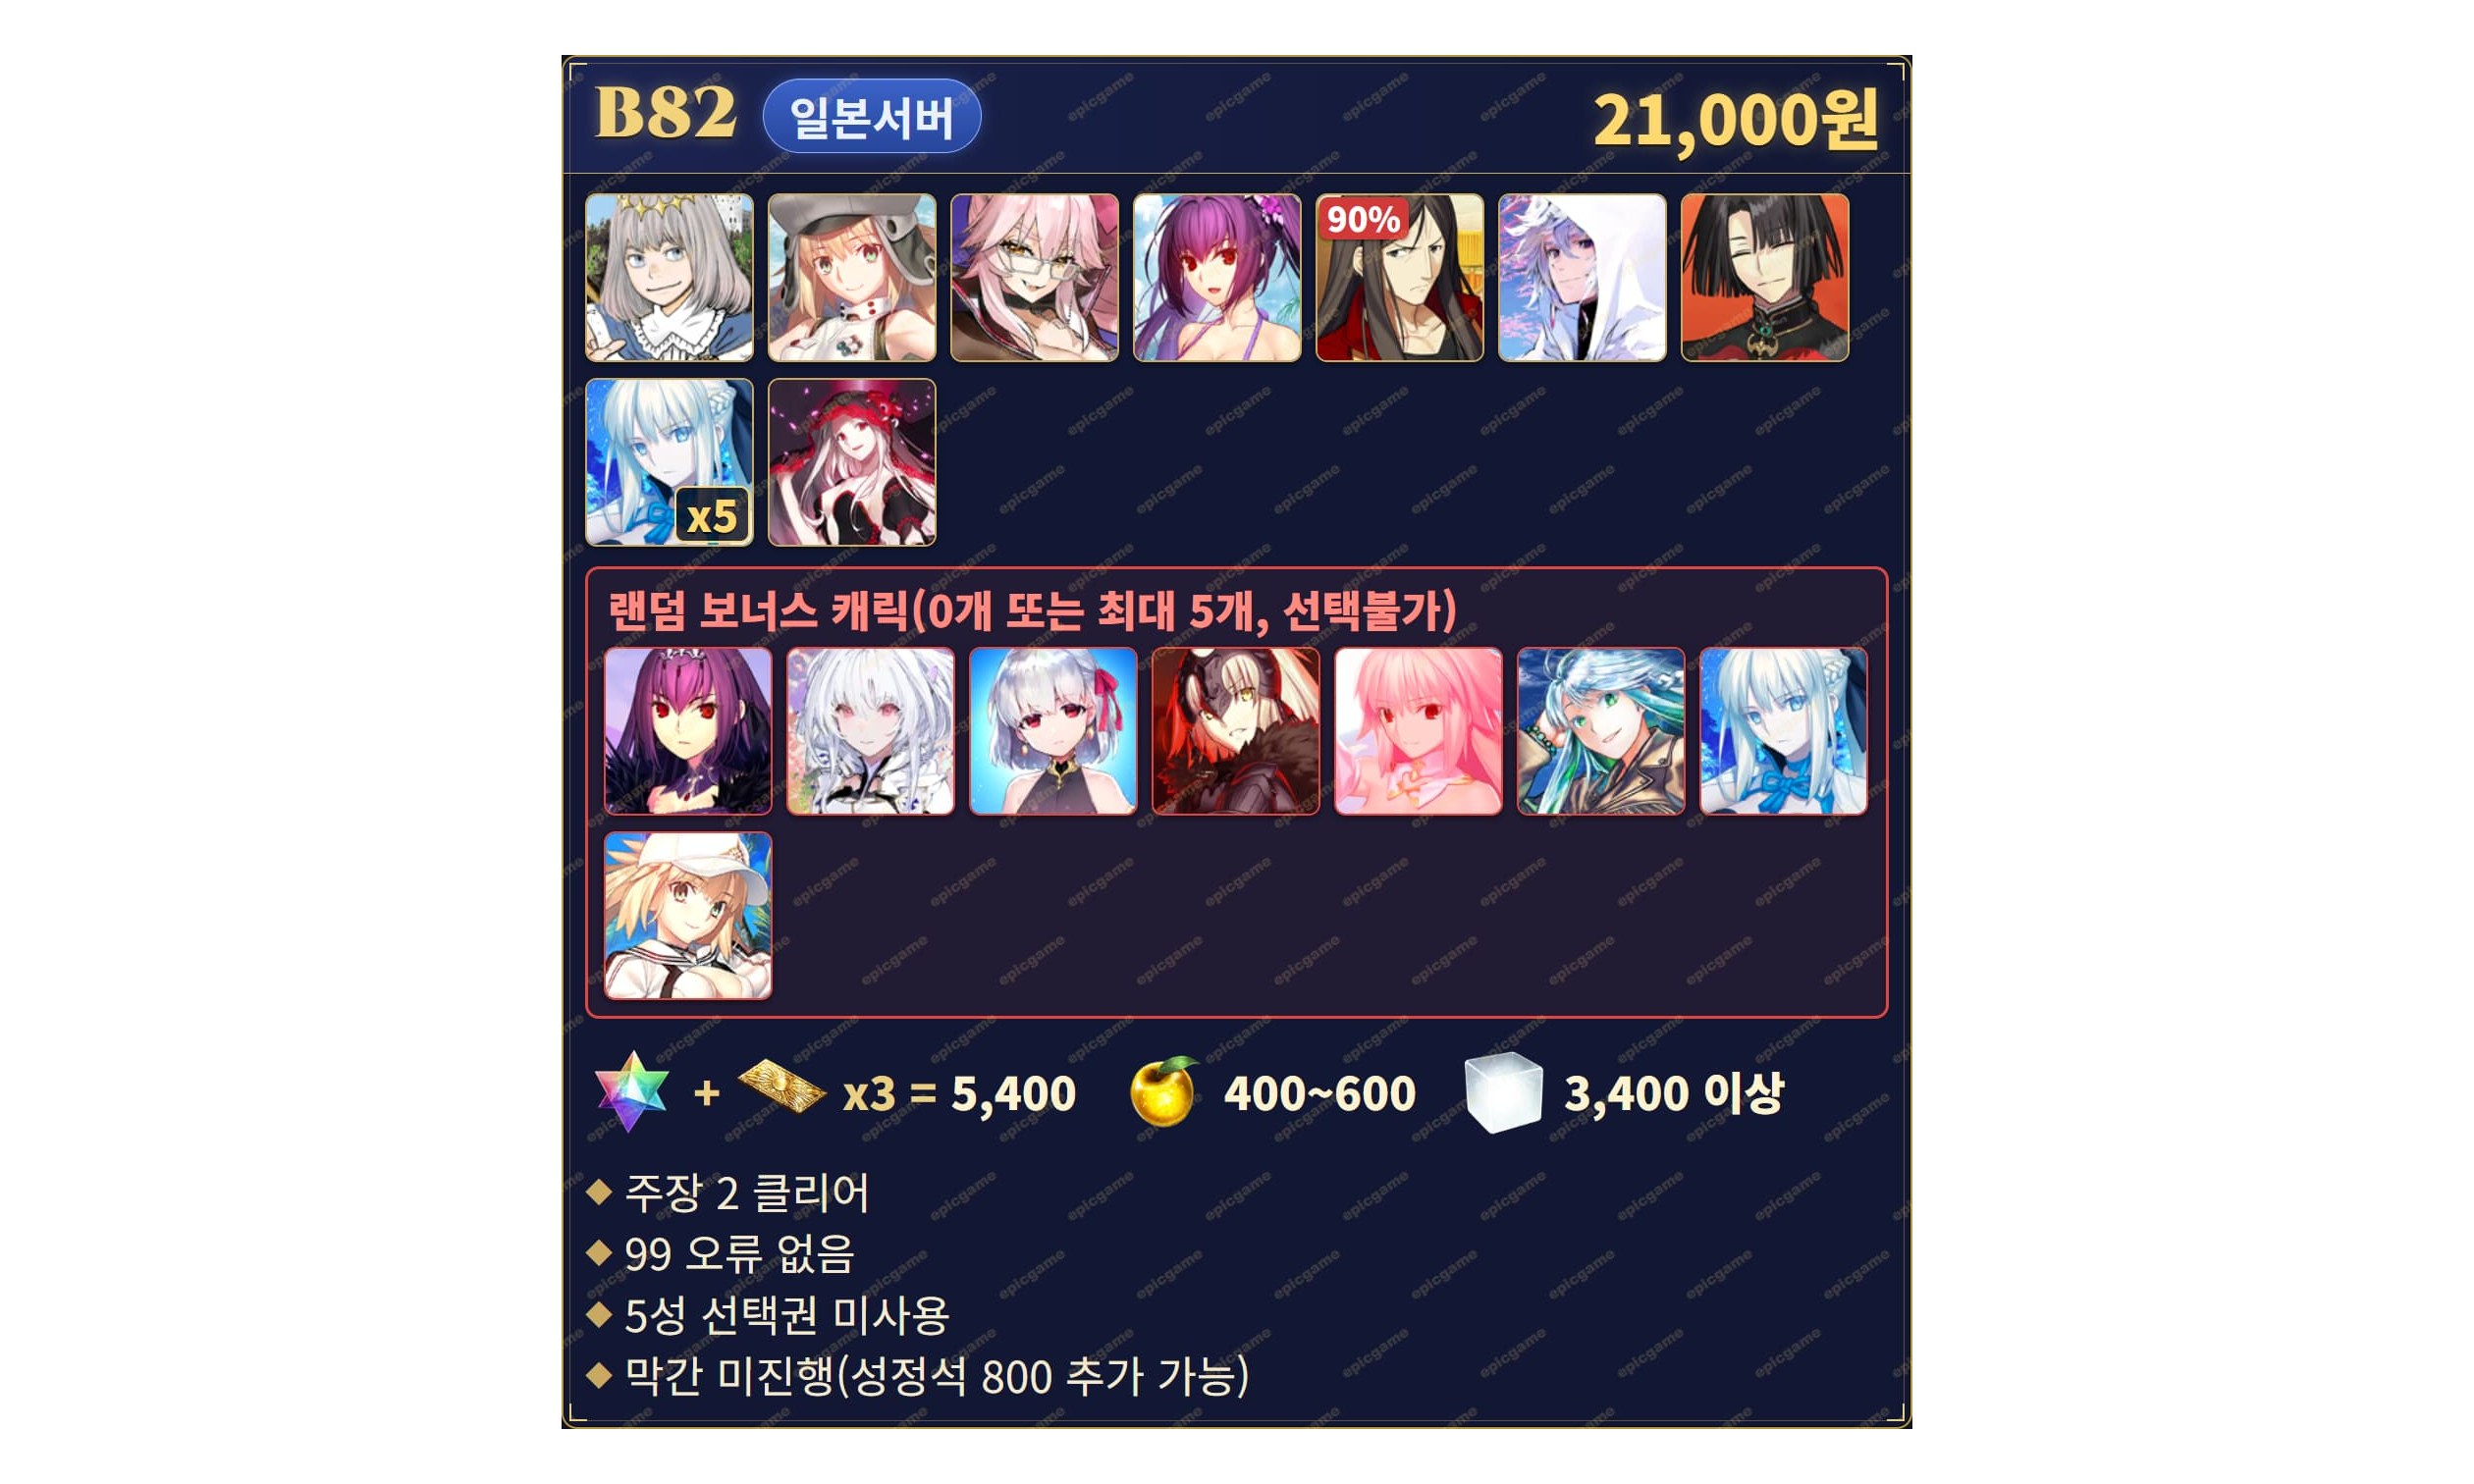 B82 일본서버 21,000원
90%
x5
랜덤 보너스 캐릭(0개 또는 최대 5개, 선택불가)
+ x3 = 5,400 400~600 3,400 이상
주장 2 클리어
99 오류 없음
5성 선택권 미사용
막간 미진행(성정석 800 추가 가능)
epicgame